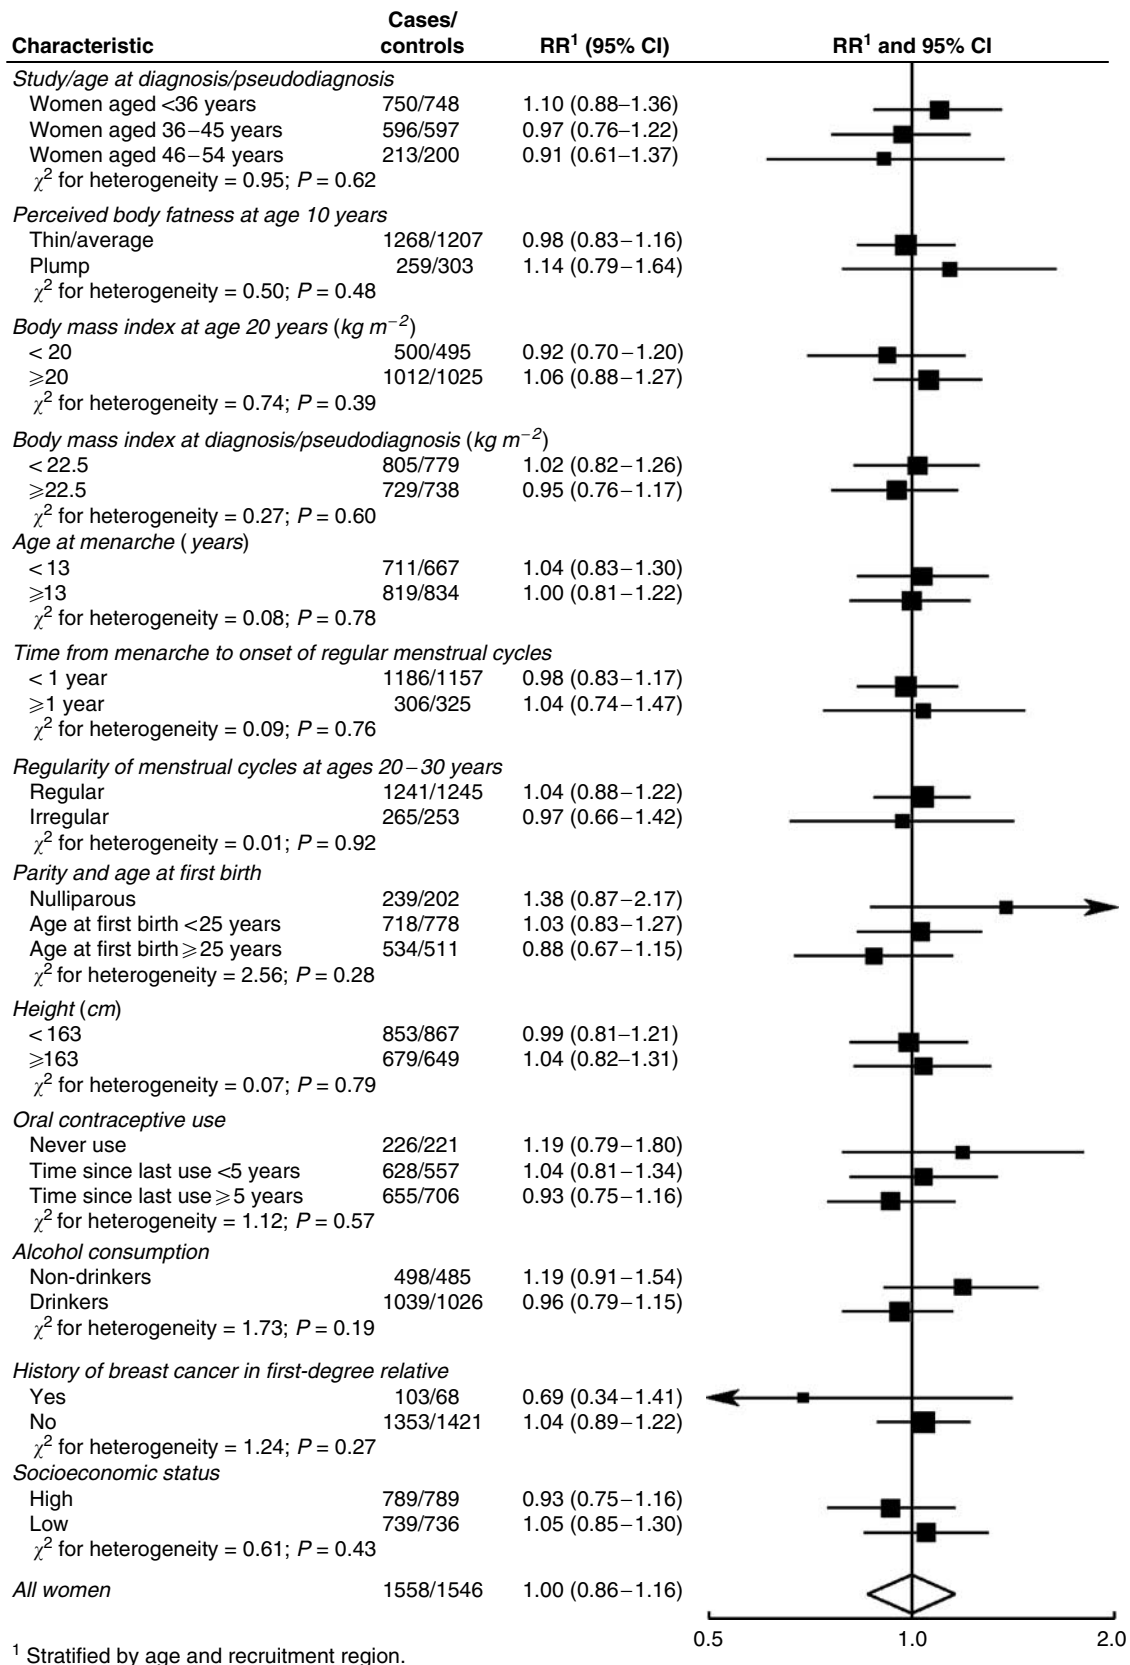 Cases/
Characteristic controls RR¹ (95% CI) RR¹ and 95% CI
Study/age at diagnosis/pseudodiagnosis
Women aged <36 years 750/748 1.10 (0.88–1.36)
Women aged 36–45 years 596/597 0.97 (0.76–1.22)
Women aged 46–54 years 213/200 0.91 (0.61–1.37)
χ² for heterogeneity = 0.95; P = 0.62
Perceived body fatness at age 10 years
Thin/average 1268/1207 0.98 (0.83–1.16)
Plump 259/303 1.14 (0.79–1.64)
χ² for heterogeneity = 0.50; P = 0.48
Body mass index at age 20 years (kg m⁻²)
< 20 500/495 0.92 (0.70–1.20)
⩾20 1012/1025 1.06 (0.88–1.27)
χ² for heterogeneity = 0.74; P = 0.39
Body mass index at diagnosis/pseudodiagnosis (kg m⁻²)
< 22.5 805/779 1.02 (0.82–1.26)
⩾22.5 729/738 0.95 (0.76–1.17)
χ² for heterogeneity = 0.27; P = 0.60
Age at menarche (years)
< 13 711/667 1.04 (0.83–1.30)
⩾13 819/834 1.00 (0.81–1.22)
χ² for heterogeneity = 0.08; P = 0.78
Time from menarche to onset of regular menstrual cycles
< 1 year 1186/1157 0.98 (0.83–1.17)
⩾1 year 306/325 1.04 (0.74–1.47)
χ² for heterogeneity = 0.09; P = 0.76
Regularity of menstrual cycles at ages 20–30 years
Regular 1241/1245 1.04 (0.88–1.22)
Irregular 265/253 0.97 (0.66–1.42)
χ² for heterogeneity = 0.01; P = 0.92
Parity and age at first birth
Nulliparous 239/202 1.38 (0.87–2.17)
Age at first birth <25 years 718/778 1.03 (0.83–1.27)
Age at first birth ⩾25 years 534/511 0.88 (0.67–1.15)
χ² for heterogeneity = 2.56; P = 0.28
Height (cm)
< 163 853/867 0.99 (0.81–1.21)
⩾163 679/649 1.04 (0.82–1.31)
χ² for heterogeneity = 0.07; P = 0.79
Oral contraceptive use
Never use 226/221 1.19 (0.79–1.80)
Time since last use <5 years 628/557 1.04 (0.81–1.34)
Time since last use ⩾5 years 655/706 0.93 (0.75–1.16)
χ² for heterogeneity = 1.12; P = 0.57
Alcohol consumption
Non-drinkers 498/485 1.19 (0.91–1.54)
Drinkers 1039/1026 0.96 (0.79–1.15)
χ² for heterogeneity = 1.73; P = 0.19
History of breast cancer in first-degree relative
Yes 103/68 0.69 (0.34–1.41)
No 1353/1421 1.04 (0.89–1.22)
χ² for heterogeneity = 1.24; P = 0.27
Socioeconomic status
High 789/789 0.93 (0.75–1.16)
Low 739/736 1.05 (0.85–1.30)
χ² for heterogeneity = 0.61; P = 0.43
All women 1558/1546 1.00 (0.86–1.16)
0.5 1.0 2.0
¹ Stratified by age and recruitment region.